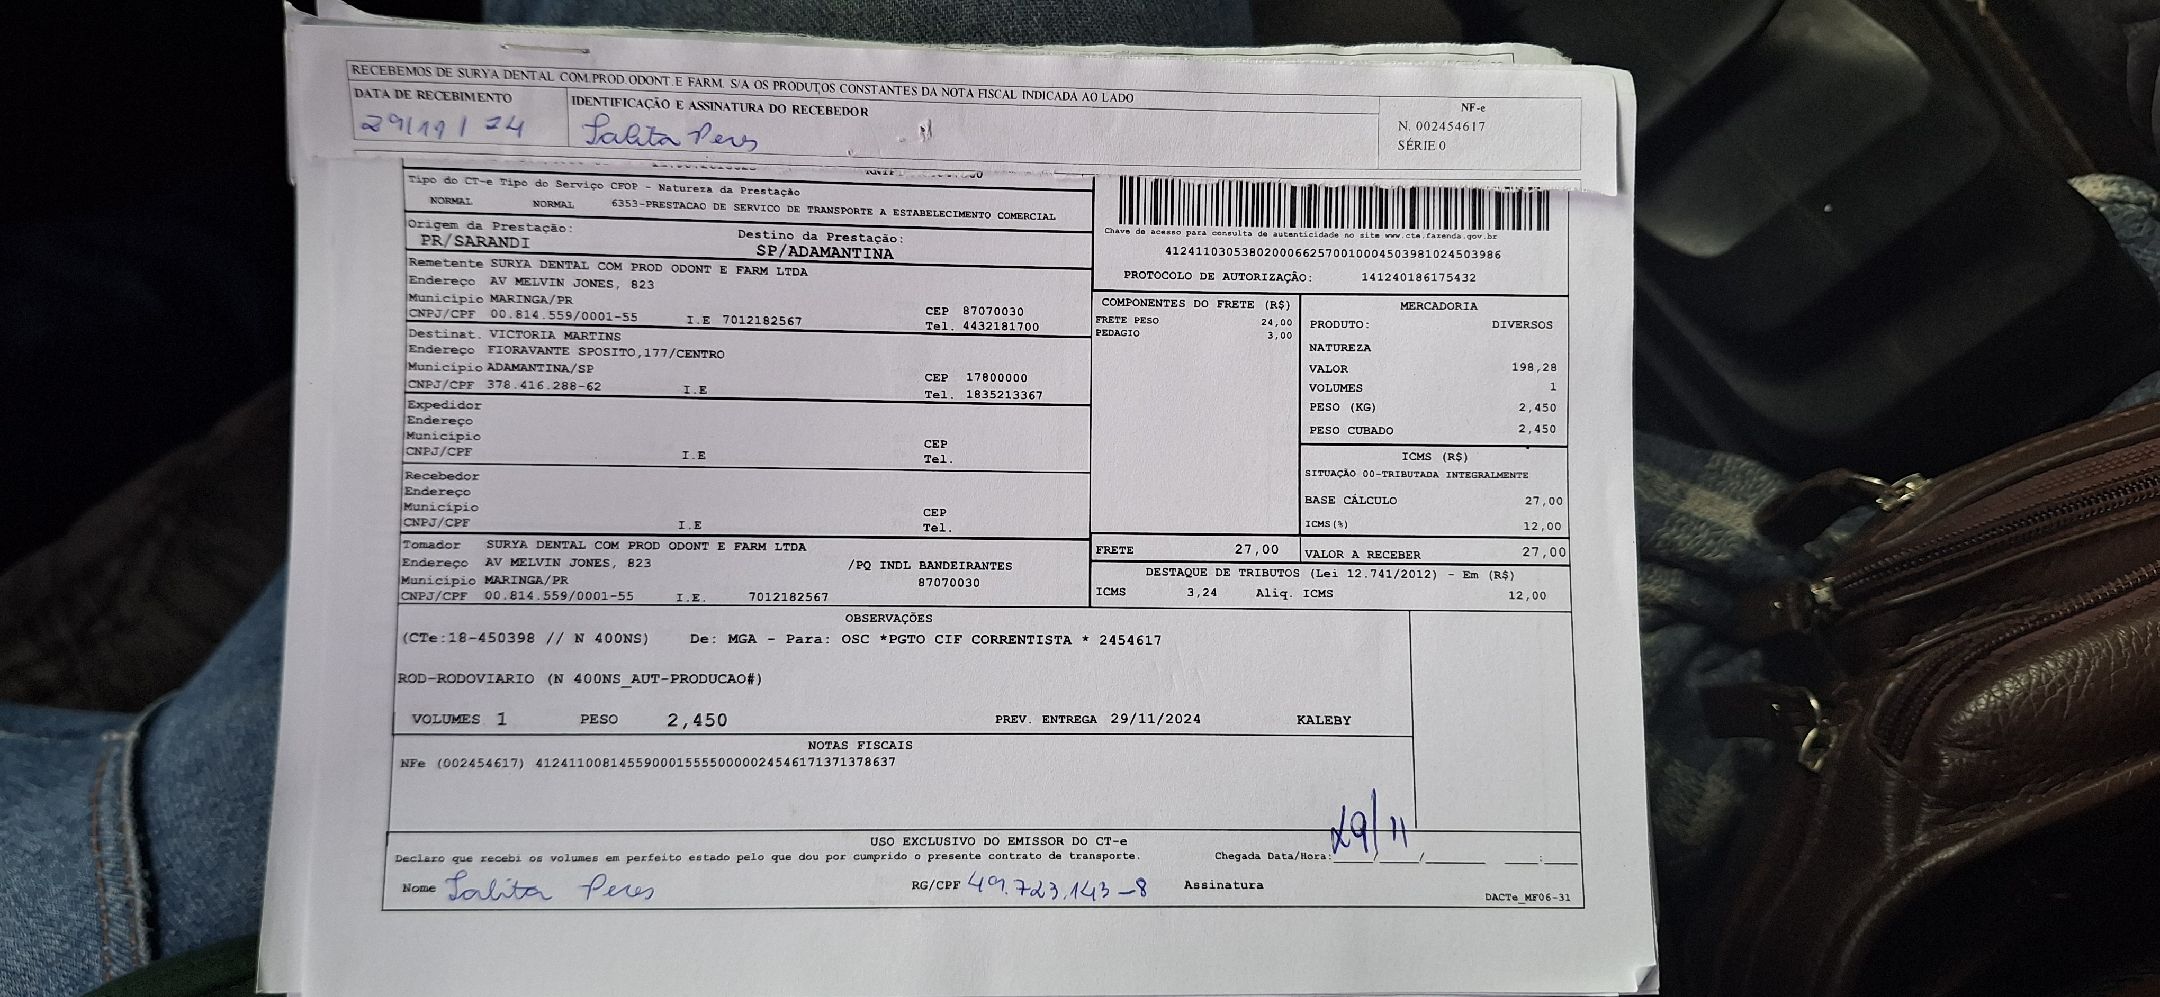 RECEBEMOS DE SURYA DENTAL COM.PROD.ODONT.E FARM. S/A OS PRODUTOS CONSTANTES DA NOTA FISCAL INDICADA AO LADO
DATA DE RECEBIMENTO IDENTIFICAÇÃO E ASSINATURA DO RECEBEDOR
NF-e
N. 002454617
SÉRIE 0
29/11/24 Talita Peres
Tipo do CT-e Tipo do Serviço CFOP - Natureza da Prestação
NORMAL NORMAL 6353-PRESTACAO DE SERVICO DE TRANSPORTE A ESTABELECIMENTO COMERCIAL
Origem da Prestação: Destino da Prestação:
PR/SARANDI SP/ADAMANTINA
Chave de acesso para consulta de autenticidade no site www.cte.fazenda.gov.br
41241103053802000662570010004503981024503986
PROTOCOLO DE AUTORIZAÇÃO: 141240186175432
Remetente SURYA DENTAL COM PROD ODONT E FARM LTDA
Endereço AV MELVIN JONES, 823
Município MARINGA/PR CEP 87070030
CNPJ/CPF 00.814.559/0001-55 I.E 7012182567 Tel. 4432181700
Destinat. VICTORIA MARTINS
Endereço FIORAVANTE SPOSITO,177/CENTRO
Município ADAMANTINA/SP CEP 17800000
CNPJ/CPF 378.416.288-62 I.E Tel. 1835213367
Expedidor
Endereço
Município CEP
CNPJ/CPF I.E Tel.
Recebedor
Endereço
Município CEP
CNPJ/CPF I.E Tel.
Tomador SURYA DENTAL COM PROD ODONT E FARM LTDA
Endereço AV MELVIN JONES, 823 /PQ INDL BANDEIRANTES
Município MARINGA/PR 87070030
CNPJ/CPF 00.814.559/0001-55 I.E. 7012182567
COMPONENTES DO FRETE (R$)
FRETE PESO 24,00
PEDAGIO 3,00
MERCADORIA
PRODUTO: DIVERSOS
NATUREZA
VALOR 198,28
VOLUMES 1
PESO (KG) 2,450
PESO CUBADO 2,450
ICMS (R$)
SITUAÇÃO 00-TRIBUTADA INTEGRALMENTE
BASE CÁLCULO 27,00
ICMS(%) 12,00
FRETE 27,00 VALOR A RECEBER 27,00
DESTAQUE DE TRIBUTOS (Lei 12.741/2012) - Em (R$)
ICMS 3,24 Aliq. ICMS 12,00
OBSERVAÇÕES
(CTe:18-450398 // N 400NS) De: MGA - Para: OSC *PGTO CIF CORRENTISTA * 2454617
ROD-RODOVIARIO (N 400NS_AUT-PRODUCAO#)
VOLUMES 1 PESO 2,450 PREV. ENTREGA 29/11/2024 KALEBY
NOTAS FISCAIS
NFe (002454617) 41241100814559000155550000024546171371378637
USO EXCLUSIVO DO EMISSOR DO CT-e
Declaro que recebi os volumes em perfeito estado pelo que dou por cumprido o presente contrato de transporte. Chegada Data/Hora: 29/11
Nome Talita Peres RG/CPF 49.723.143-8 Assinatura
DACTe_MF06-31